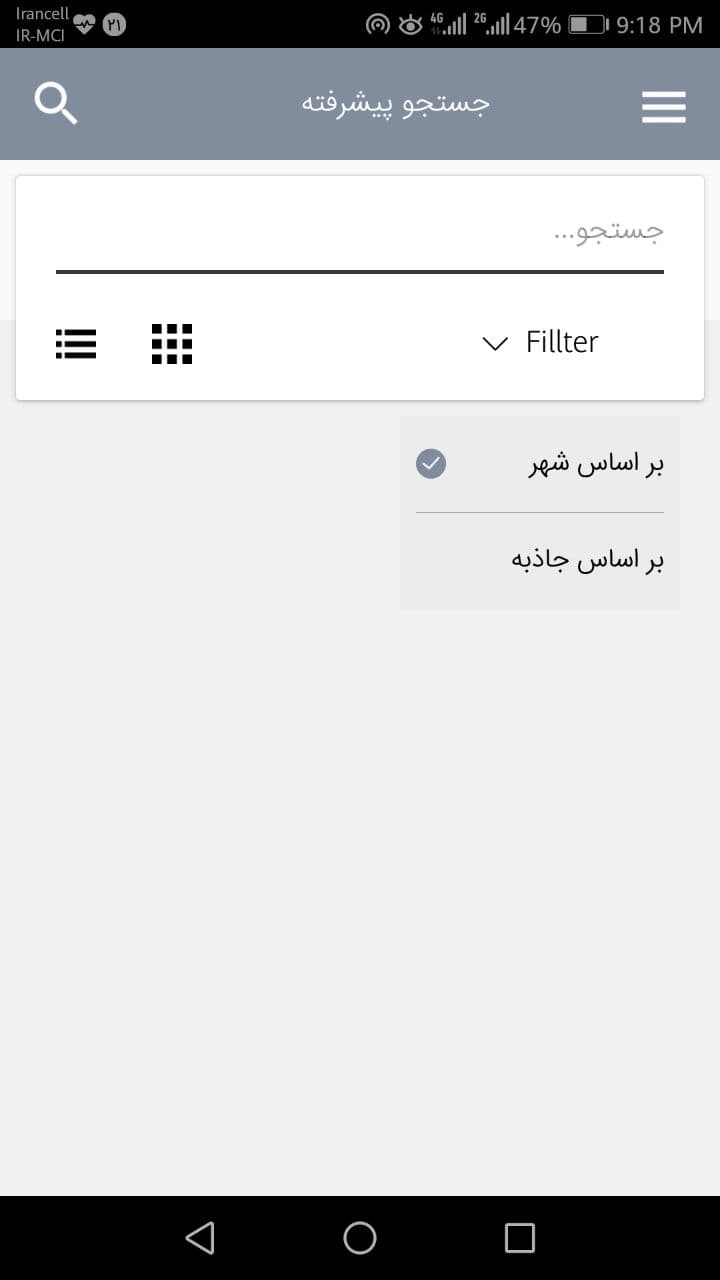 Irancell
IR-MCI
۲۱
4G
2G
47%
9:18 PM
جستجو پیشرفته
جستجو...
Fillter
بر اساس شهر
بر اساس جاذبه